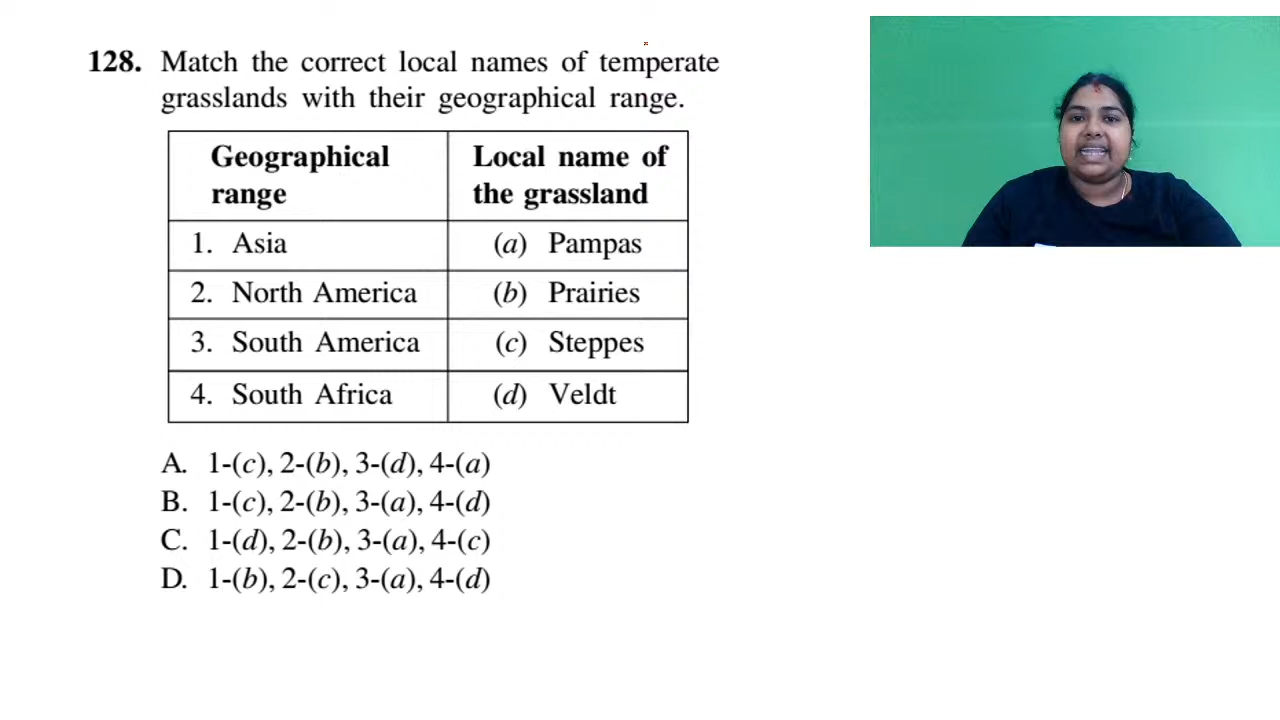 128. Match the correct local names of temperate
grasslands with their geographical range.
Geographical range
Local name of the grassland
1. Asia (a) Pampas
2. North America (b) Prairies
3. South America (c) Steppes
4. South Africa (d) Veldt
A. 1-(c), 2-(b), 3-(d), 4-(a)
B. 1-(c), 2-(b), 3-(a), 4-(d)
C. 1-(d), 2-(b), 3-(a), 4-(c)
D. 1-(b), 2-(c), 3-(a), 4-(d)